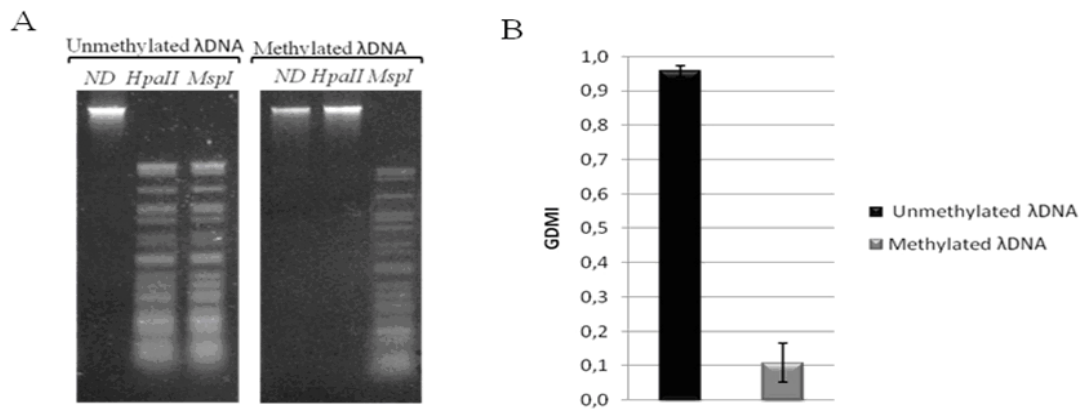 A
Unmethylated λDNA Methylated λDNA
ND HpaII MspI ND HpaII MspI
B
1,0
0,9
0,8
0,7
0,6
0,5
0,4
0,3
0,2
0,1
0,0
GDMI
Unmethylated λDNA
Methylated λDNA